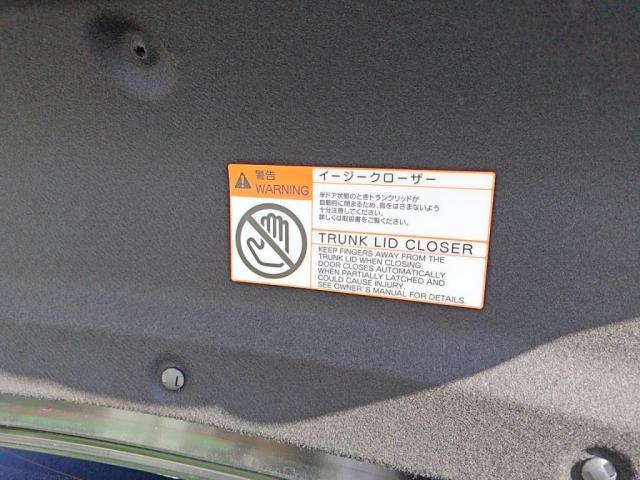 警告
WARNING
イージークローザー
半ドア状態のときトランクリッドが
自動的に閉まるため、指をはさまないよう
十分注意してください。
詳しくは取扱書をご覧ください。
TRUNK LID CLOSER
KEEP FINGERS AWAY FROM THE
TRUNK LID WHEN CLOSING.
DOOR CLOSES AUTOMATICALLY
WHEN PARTIALLY LATCHED AND
COULD CAUSE INJURY.
SEE OWNER'S MANUAL FOR DETAILS.